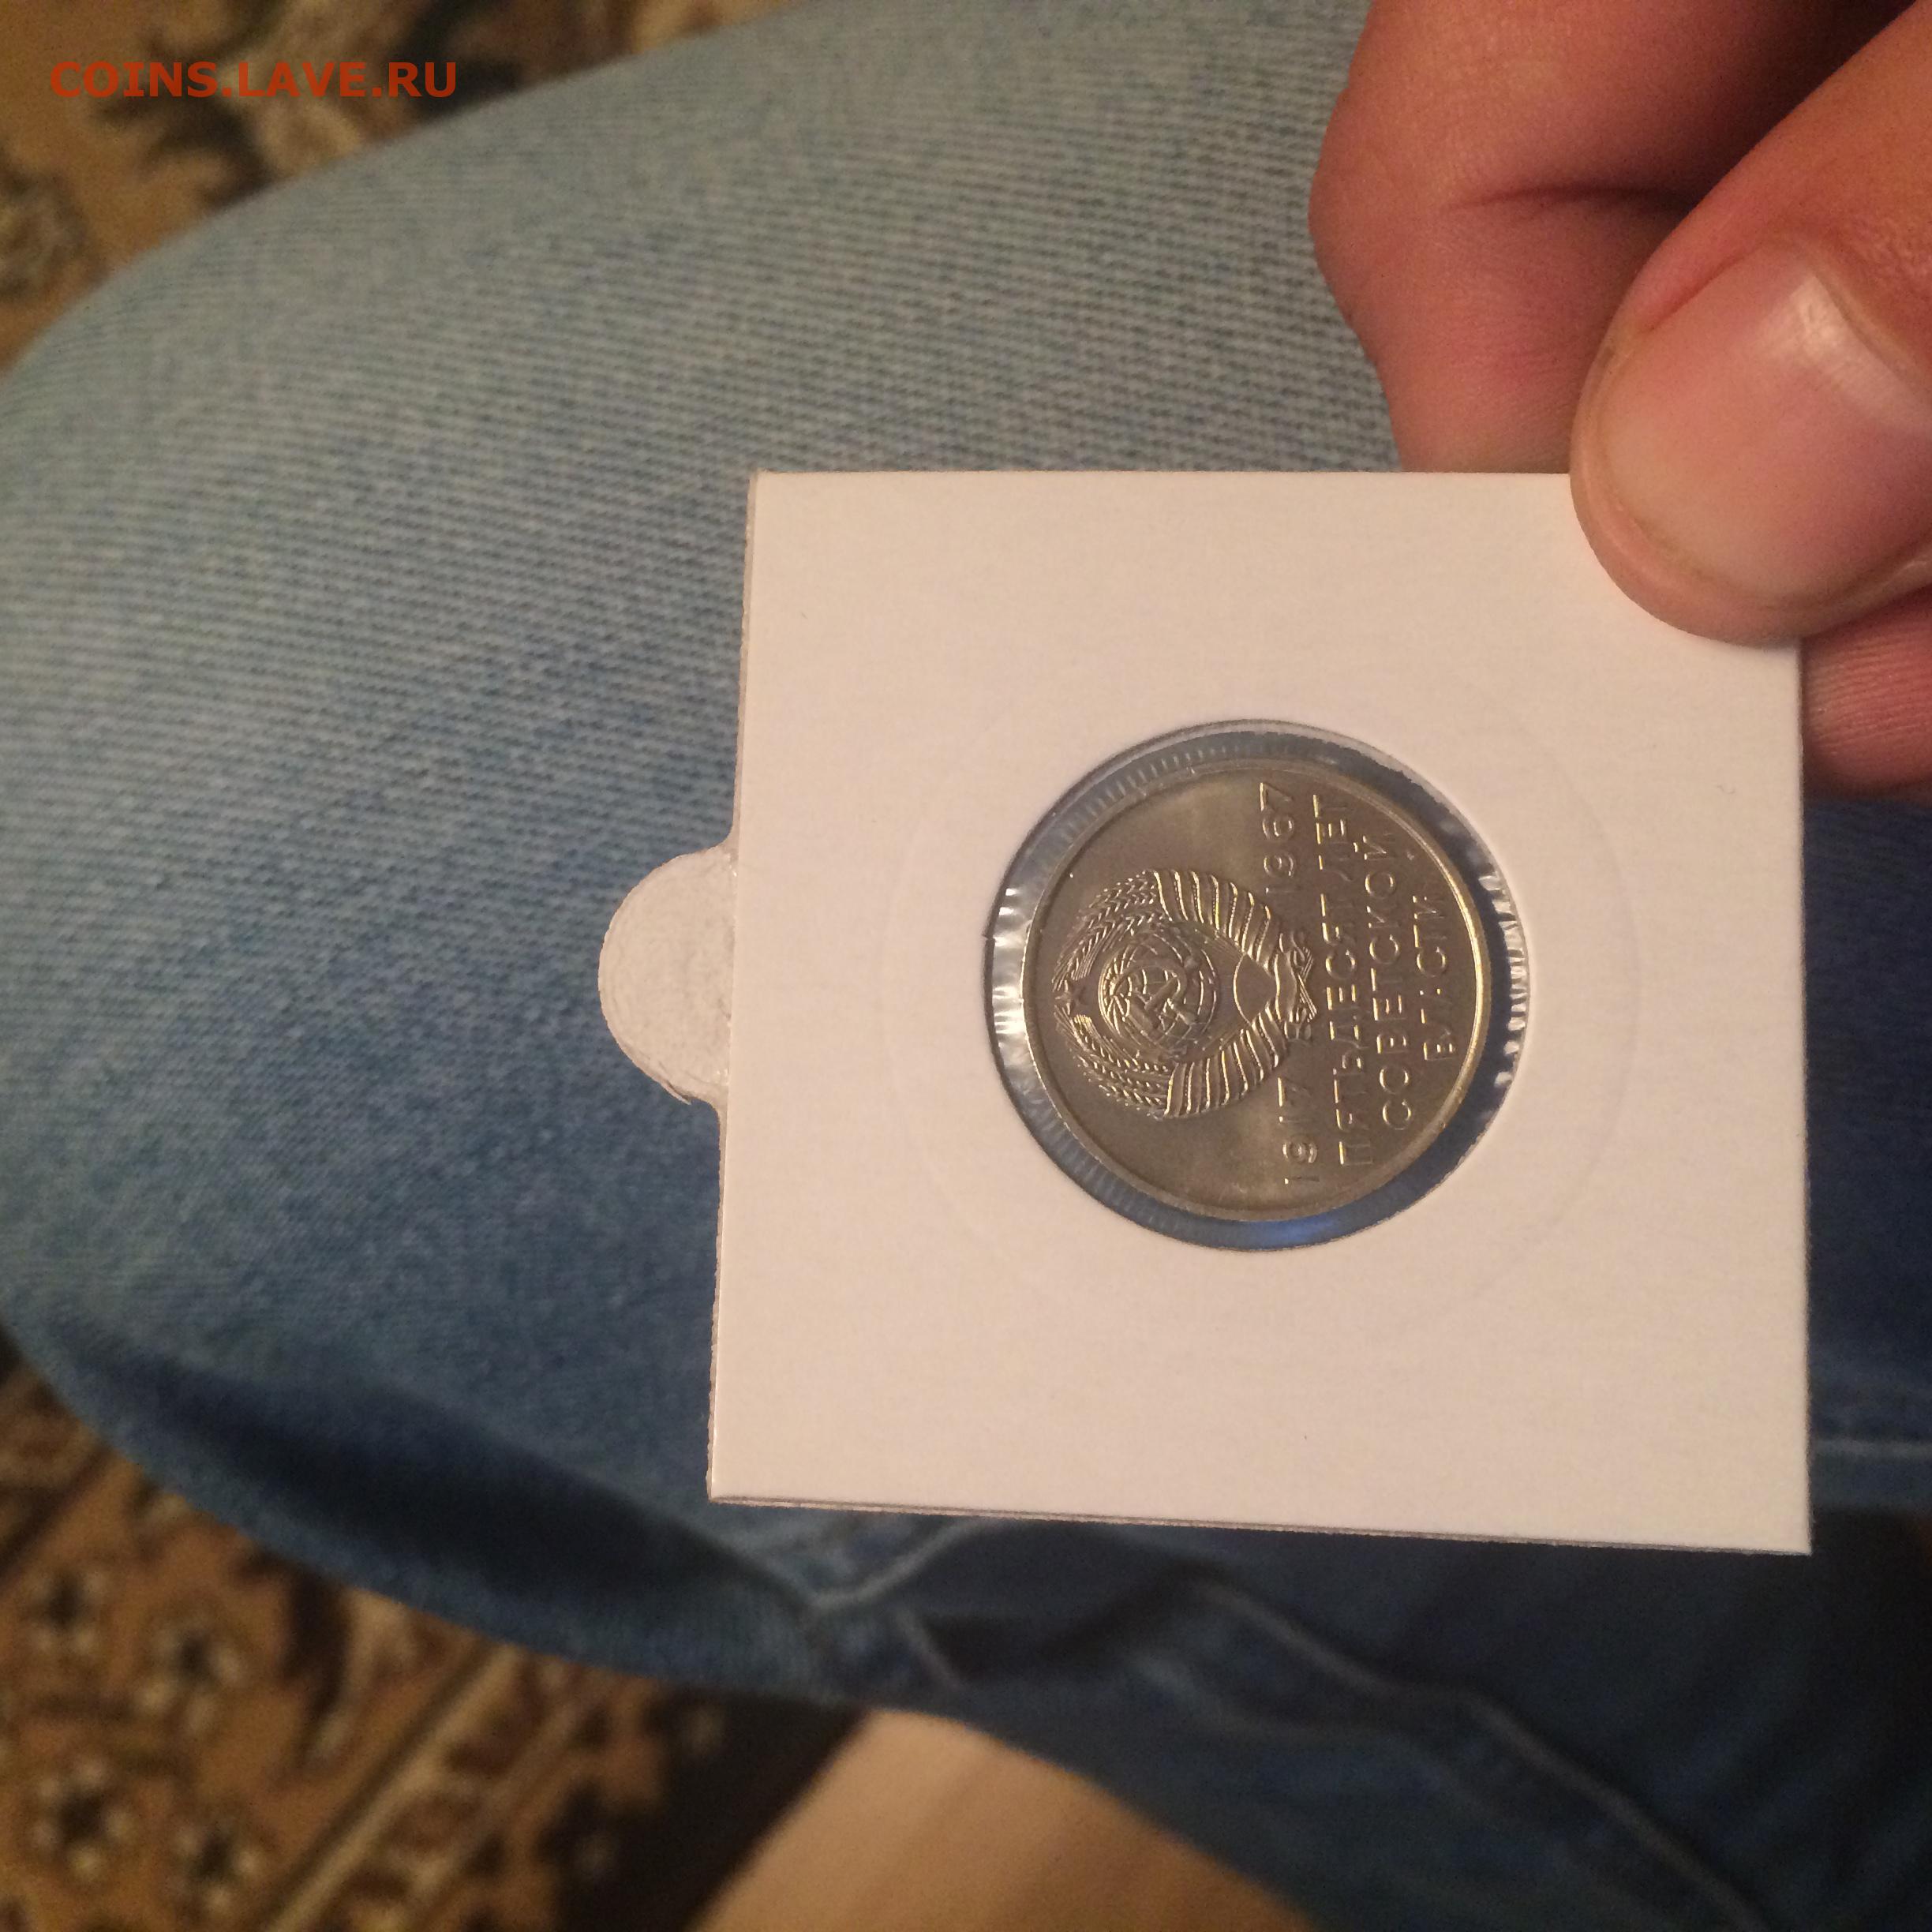 COINS.LAVE.RU
1917 1967
ПЯТЬДЕСЯТ ЛЕТ
СОВЕТСКОЙ
ВЛАСТИ